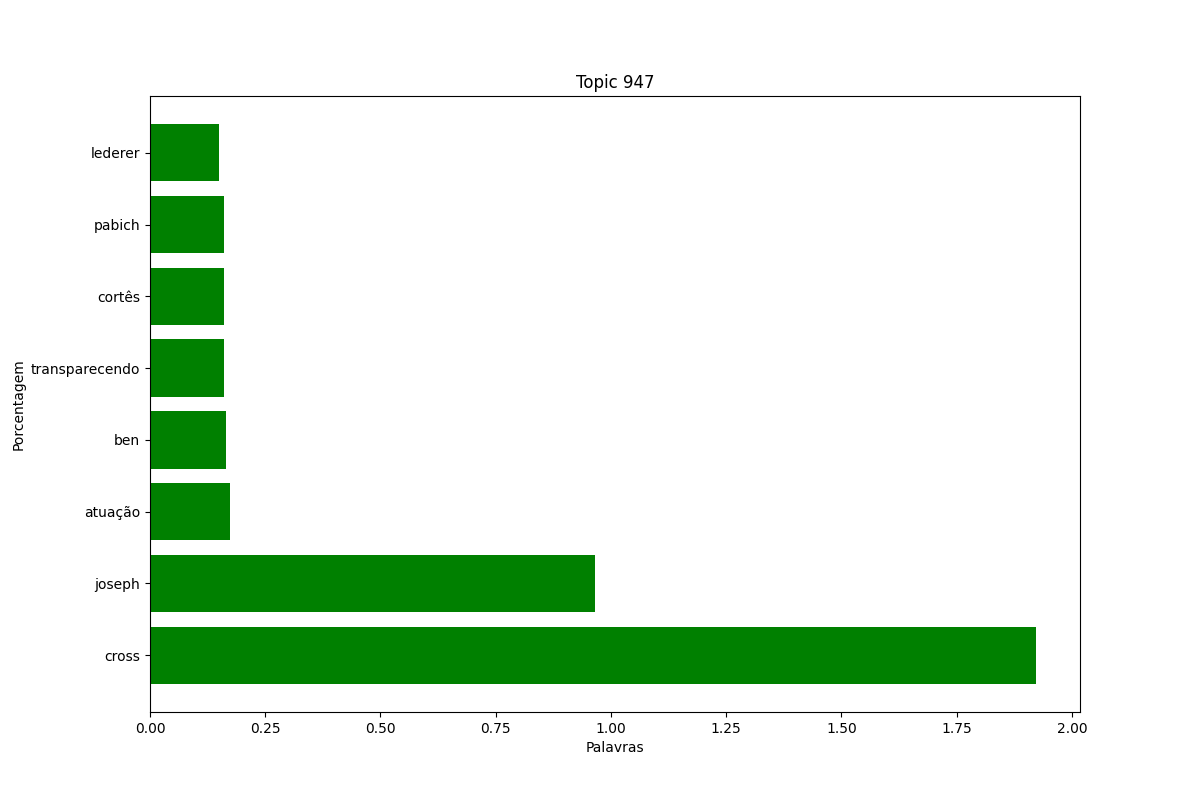 Topic 947
Porcentagem
lederer
pabich
cortês
transparecendo
ben
atuação
joseph
cross
0.00 0.25 0.50 0.75 1.00 1.25 1.50 1.75 2.00
Palavras